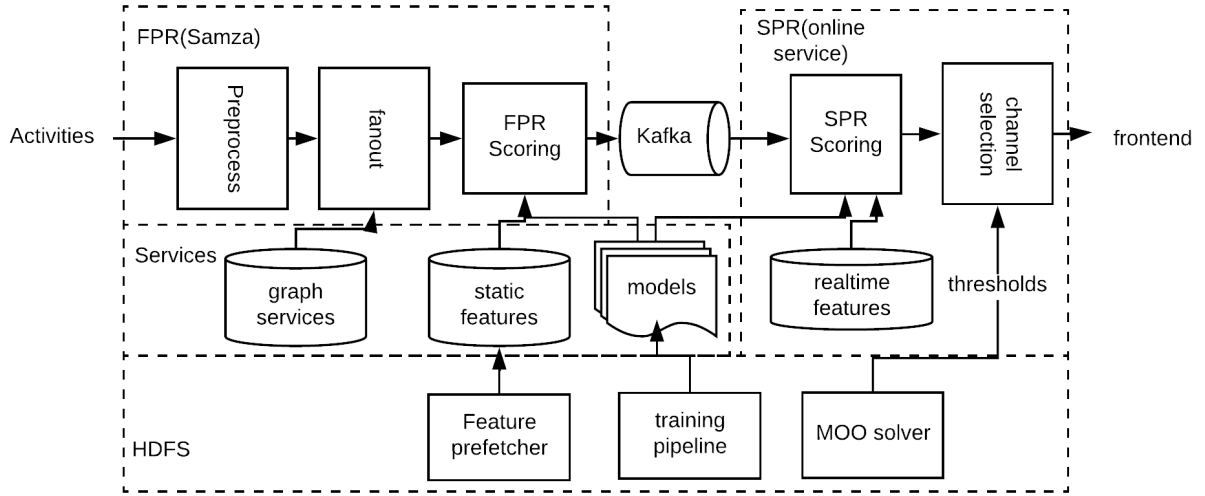 FPR(Samza)
SPR(online
service)
Activities
Preprocess
fanout
FPR
Scoring
Kafka
SPR
Scoring
channel
selection
frontend
Services
graph
services
static
features
models
realtime
features
thresholds
HDFS
Feature
prefetcher
training
pipeline
MOO solver